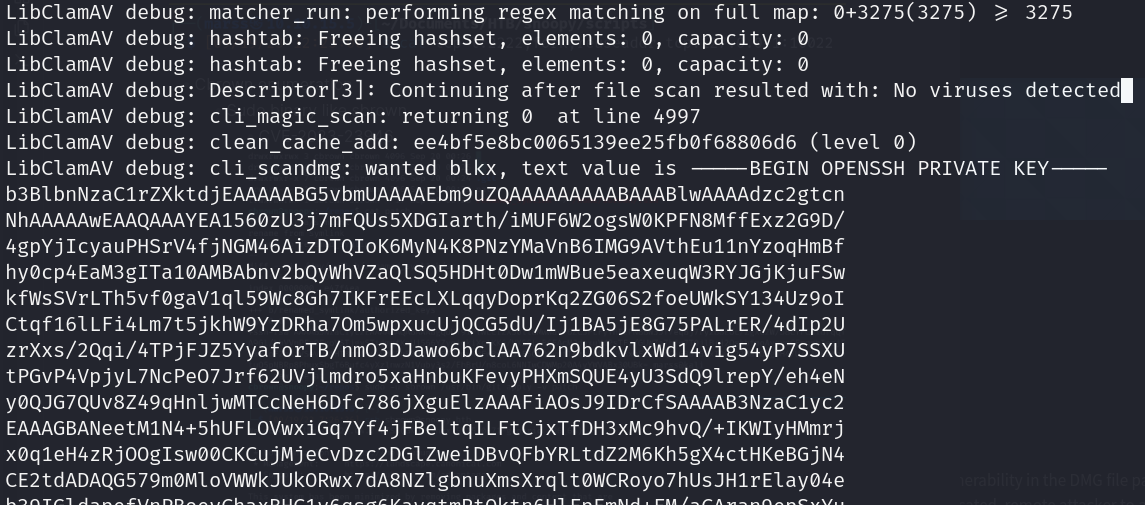 LibClamAV debug: matcher_run: performing regex matching on full map: 0+3275(3275) >= 3275
LibClamAV debug: hashtab: Freeing hashset, elements: 0, capacity: 0
LibClamAV debug: hashtab: Freeing hashset, elements: 0, capacity: 0
LibClamAV debug: Descriptor[3]: Continuing after file scan resulted with: No viruses detected
LibClamAV debug: cli_magic_scan: returning 0  at line 4997
LibClamAV debug: clean_cache_add: ee4bf5e8bc0065139ee25fb0f68806d6 (level 0)
LibClamAV debug: cli_scandmg: wanted blkx, text value is -----BEGIN OPENSSH PRIVATE KEY-----
b3BlbnNzaC1rZXktdjEAAAAABG5vbmUAAAAEbm9uZQAAAAAAAAABAAABlwAAAAdzc2gtcn
NhAAAAAwEAAQAAAYEA1560zU3j7mFQUs5XDGIarth/iMUF6W2ogsW0KPFN8MffExz2G9D/
4gpYjIcyauPHSrV4fjNGM46AizDTQIoK6MyN4K8PNzYMaVnB6IMG9AVthEu11nYzoqHmBf
hy0cp4EaM3gITa10AMBAbnv2bQyWhVZaQlSQ5HDHt0Dw1mWBue5eaxeuqW3RYJGjKjuFSw
kfWsSVrLTh5vf0gaV1ql59Wc8Gh7IKFrEEcLXLqqyDoprKq2ZG06S2foeUWkSY134Uz9oI
Ctqf16lLFi4Lm7t5jkhW9YzDRha7Om5wpxucUjQCG5dU/Ij1BA5jE8G75PALrER/4dIp2U
zrXxs/2Qqi/4TPjFJZ5YyaforTB/nmO3DJawo6bclAA762n9bdkvlxWd14vig54yP7SSXU
tPGvP4VpjyL7NcPeO7Jrf62UVjlmdro5xaHnbuKFevyPHXmSQUE4yU3SdQ9lrepY/eh4eN
y0QJG7QUv8Z49qHnljwMTCcNeH6Dfc786jXguElzAAAFiAOsJ9IDrCfSAAAAB3NzaC1yc2
EAAAGBANeetM1N4+5hUFLOVwxiGq7Yf4jFBeltqILFtCjxTfDH3xMc9hvQ/+IKWIyHMmrj
x0q1eH4zRjOOgIsw00CKCujMjeCvDzc2DGlZweiDBvQFbYRLtdZ2M6Kh5gX4ctHKeBGjN4
CE2tdADAQG579m0MloVWWkJUkORwx7dA8NZlgbnuXmsXrqlt0WCRoyo7hUsJH1rElay04e